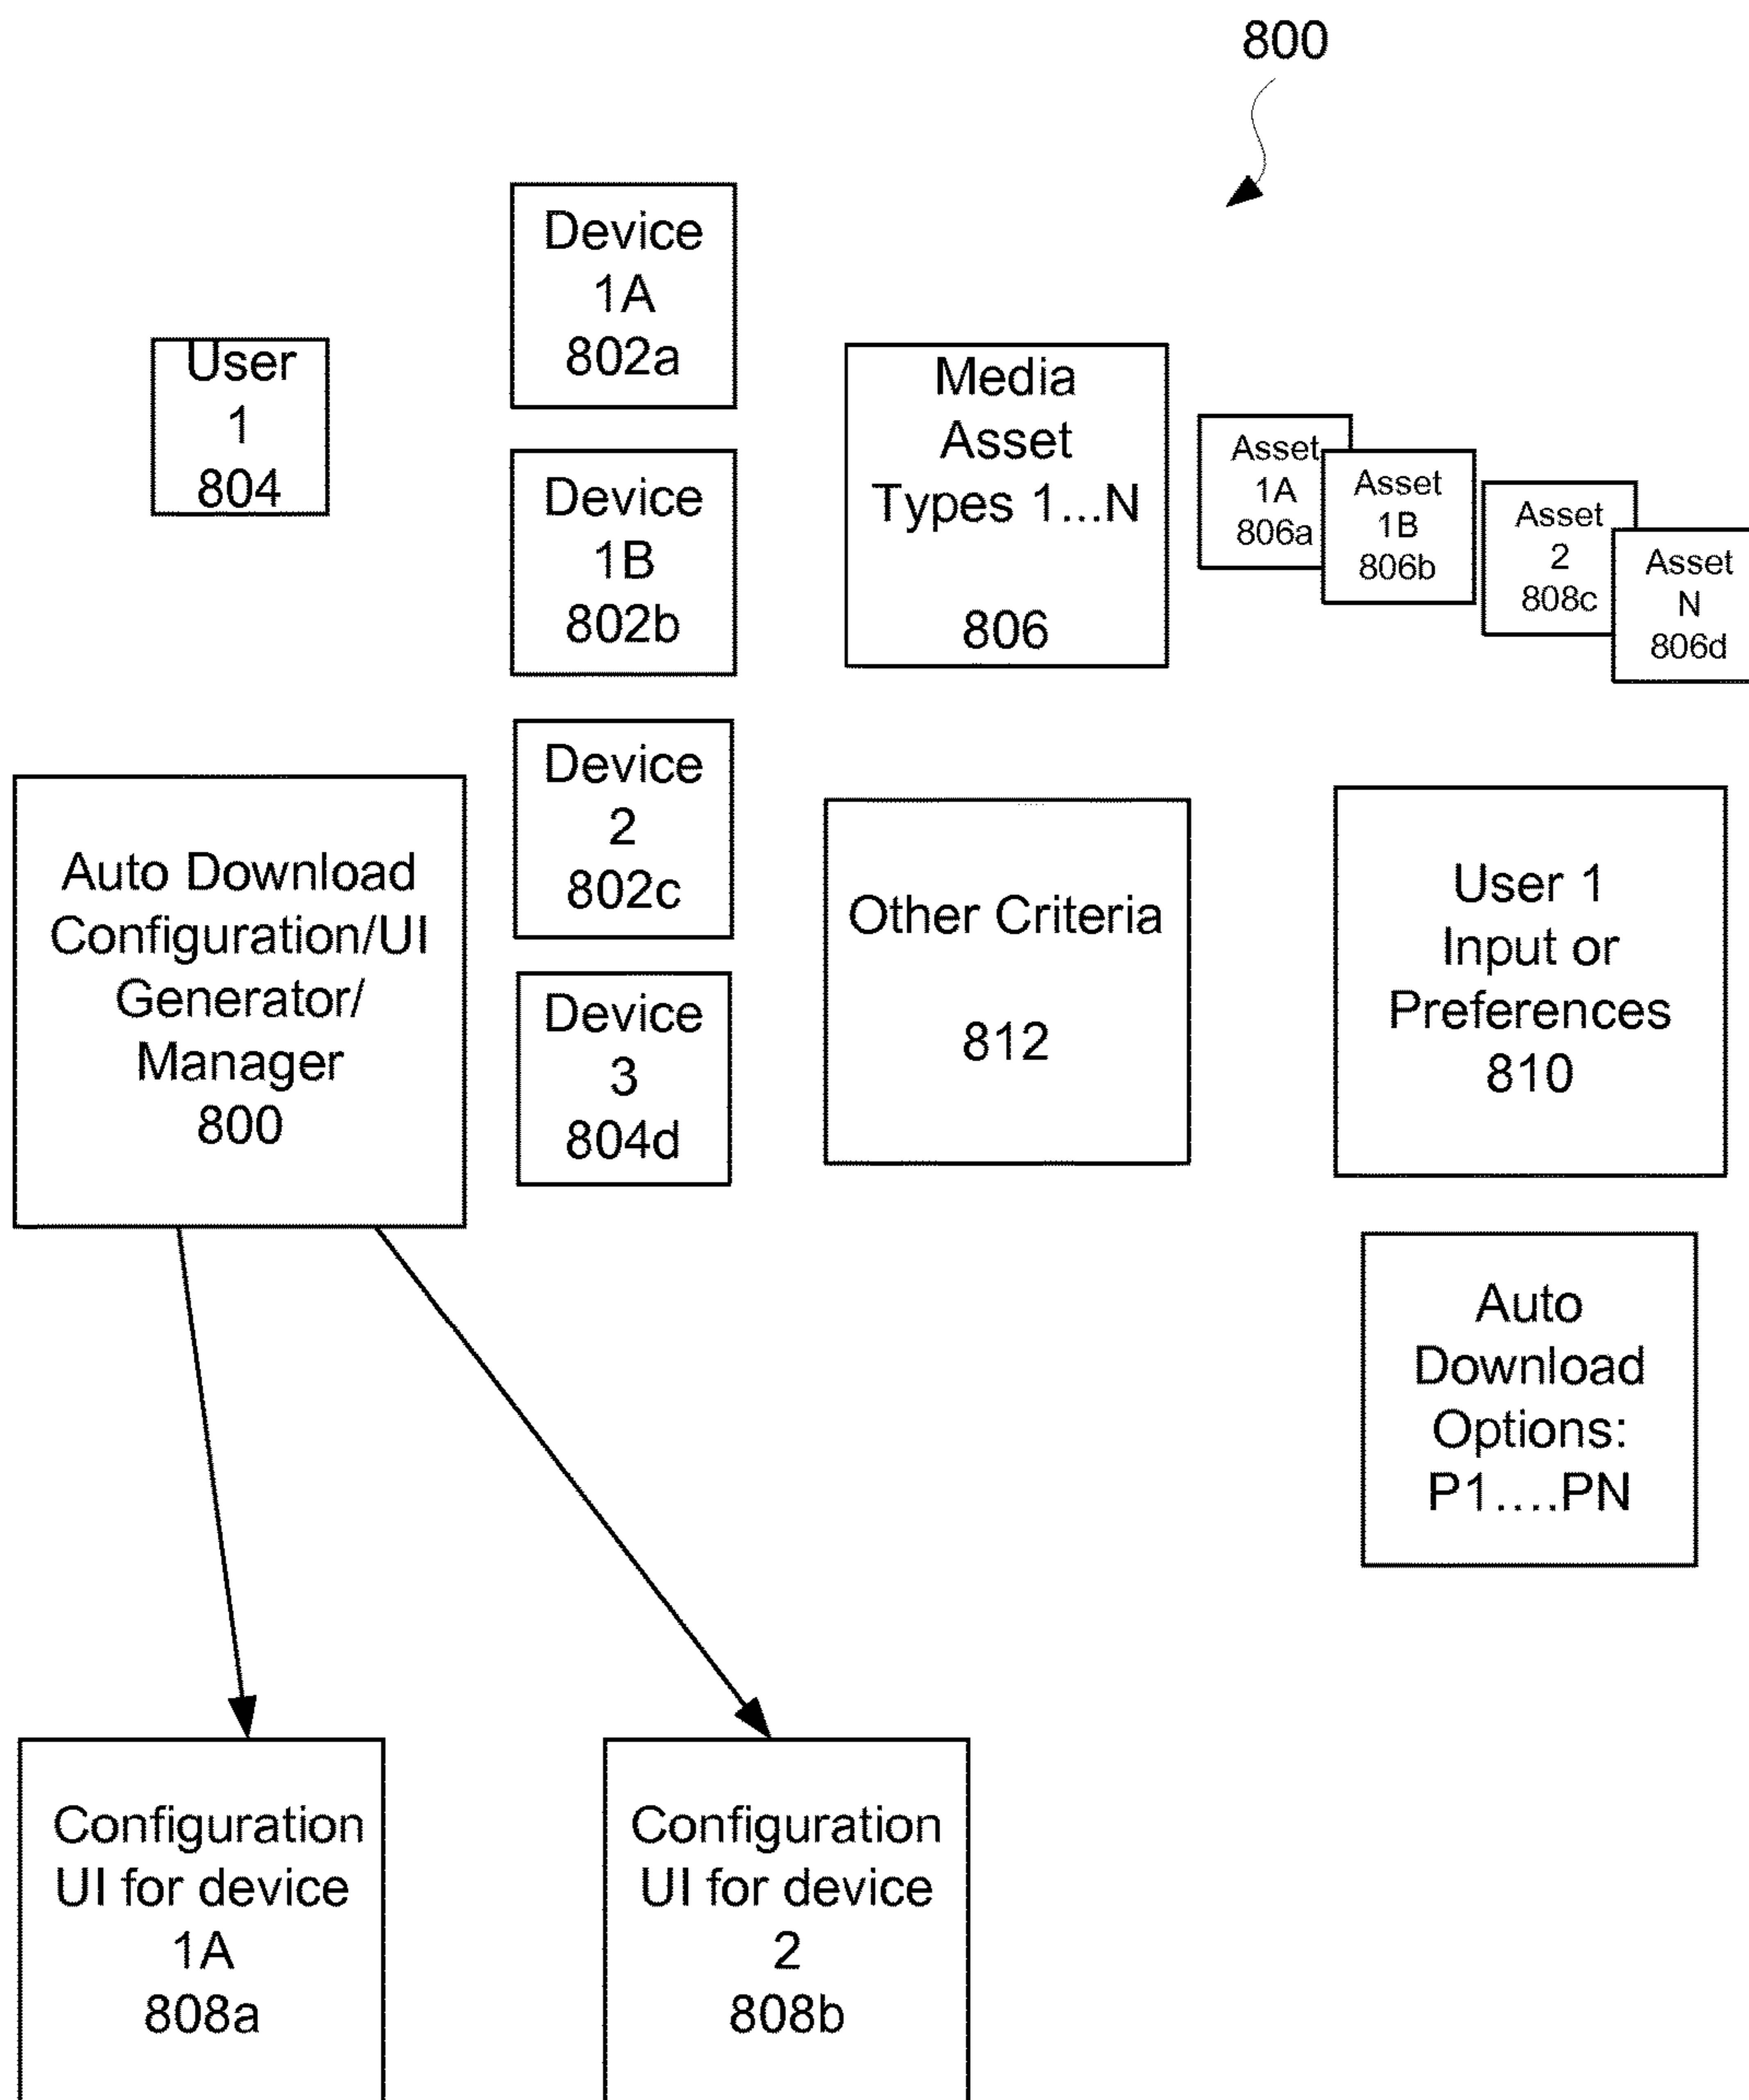 800
Device
1A
802a
User
1
804
Media
Asset
Types 1...N
806
Asset
1A
806a
Asset
1B
806b
Asset
2
808c
Asset
N
806d
Device
1B
802b
Device
2
802c
Device
3
804d
Auto Download
Configuration/UI
Generator/
Manager
800
Other Criteria
812
User 1
Input or
Preferences
810
Auto
Download
Options:
P1....PN
Configuration
UI for device
1A
808a
Configuration
UI for device
2
808b